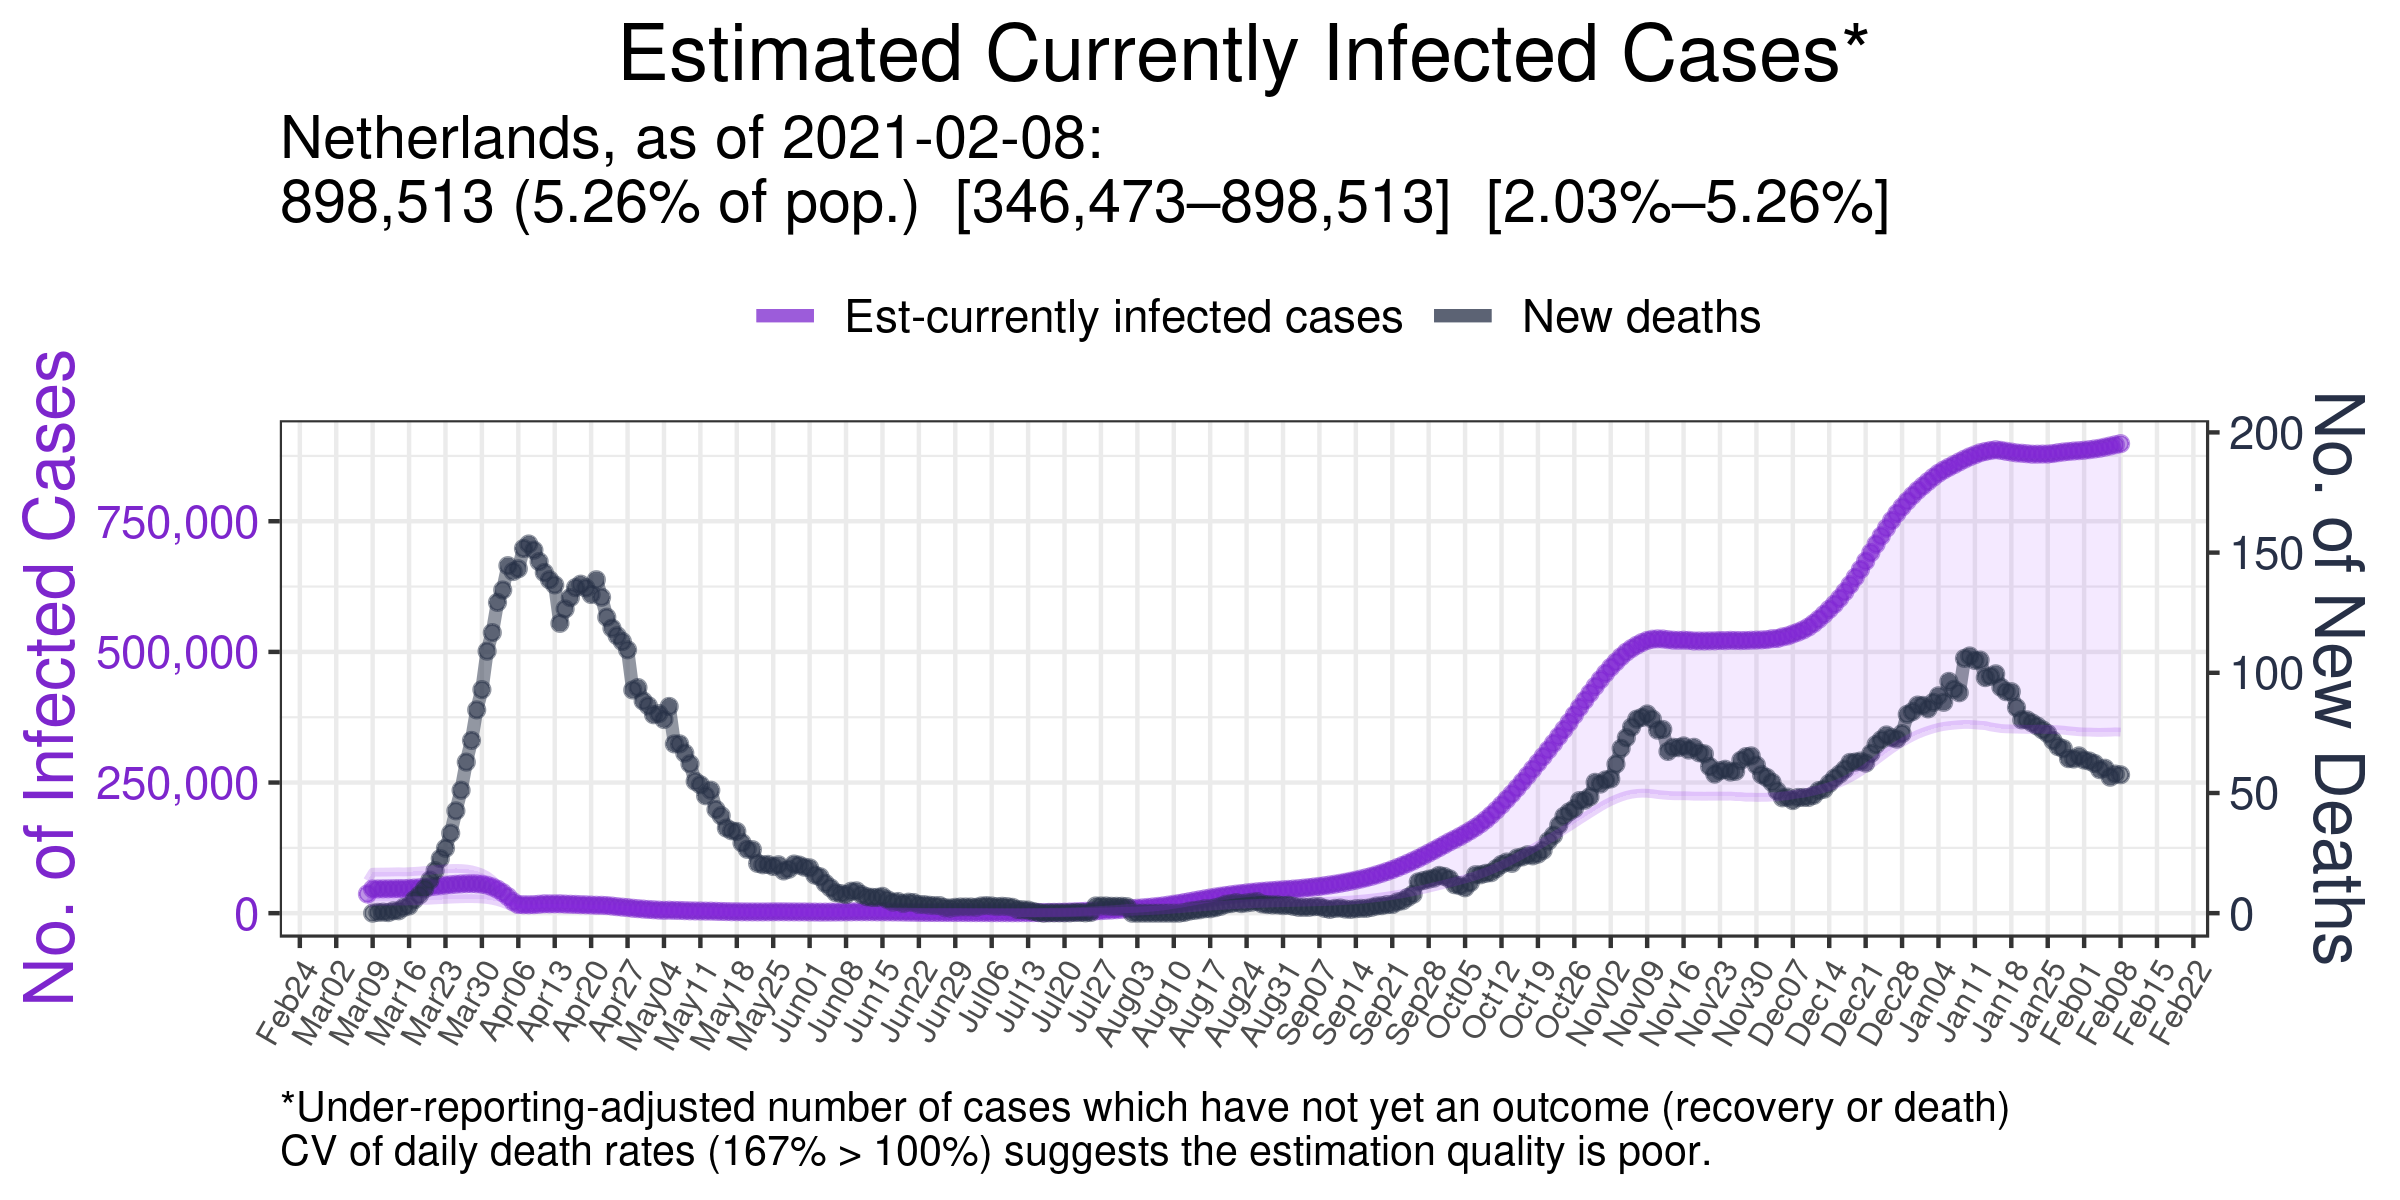 Estimated Currently Infected Cases*
Netherlands, as of 2021-02-08:
898,513 (5.26% of pop.)  [346,473–898,513]  [2.03%–5.26%]
Est-currently infected cases
New deaths
No. of Infected Cases
750,000
500,000
250,000
0
200
150
100
50
0
No. of New Deaths
Feb24
Mar02
Mar09
Mar16
Mar23
Mar30
Apr06
Apr13
Apr20
Apr27
May04
May11
May18
May25
Jun01
Jun08
Jun15
Jun22
Jun29
Jul06
Jul13
Jul20
Jul27
Aug03
Aug10
Aug17
Aug24
Aug31
Sep07
Sep14
Sep21
Sep28
Oct05
Oct12
Oct19
Oct26
Nov02
Nov09
Nov16
Nov23
Nov30
Dec07
Dec14
Dec21
Dec28
Jan04
Jan11
Jan18
Jan25
Feb01
Feb08
Feb15
Feb22
*Under-reporting-adjusted number of cases which have not yet an outcome (recovery or death)
CV of daily death rates (167% > 100%) suggests the estimation quality is poor.